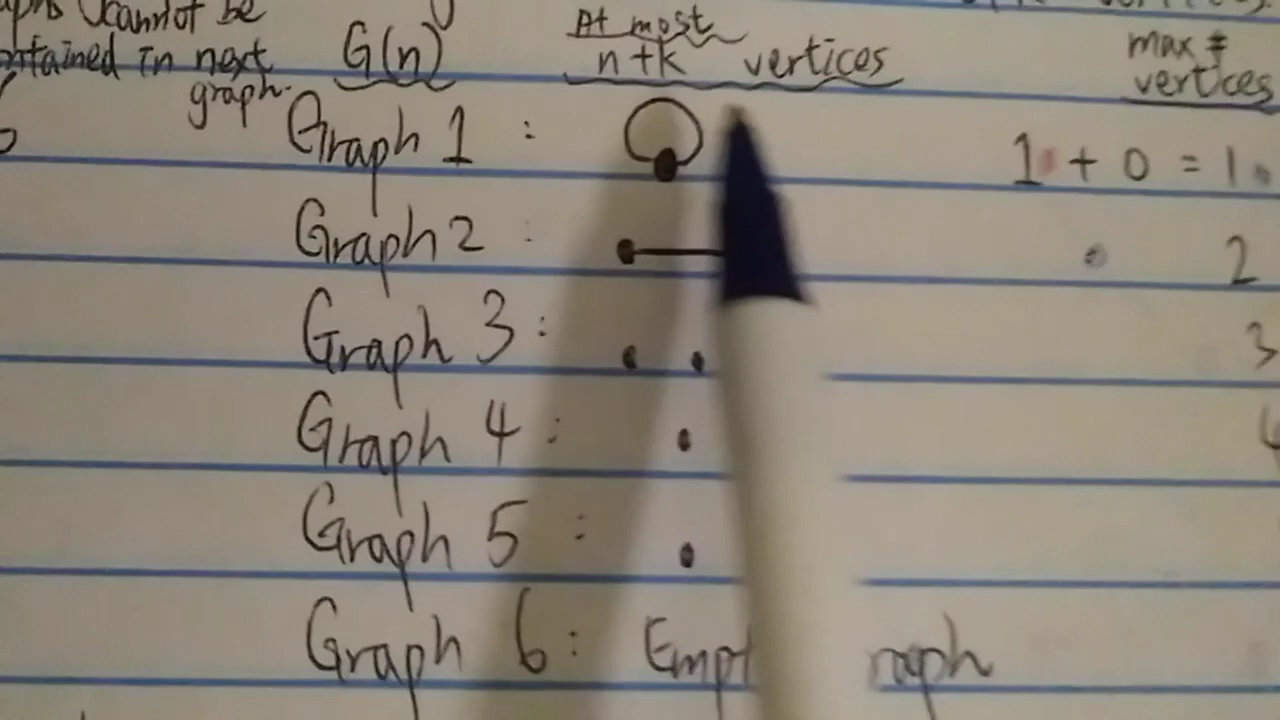 cannot be
At most
max #
in next
G(n)
n+k vertices
vertices
graph.
Graph 1 :
1 + 0 = 1
Graph 2 :
2
Graph 3 :
3
Graph 4 :
Graph 5 :
Graph 6 :